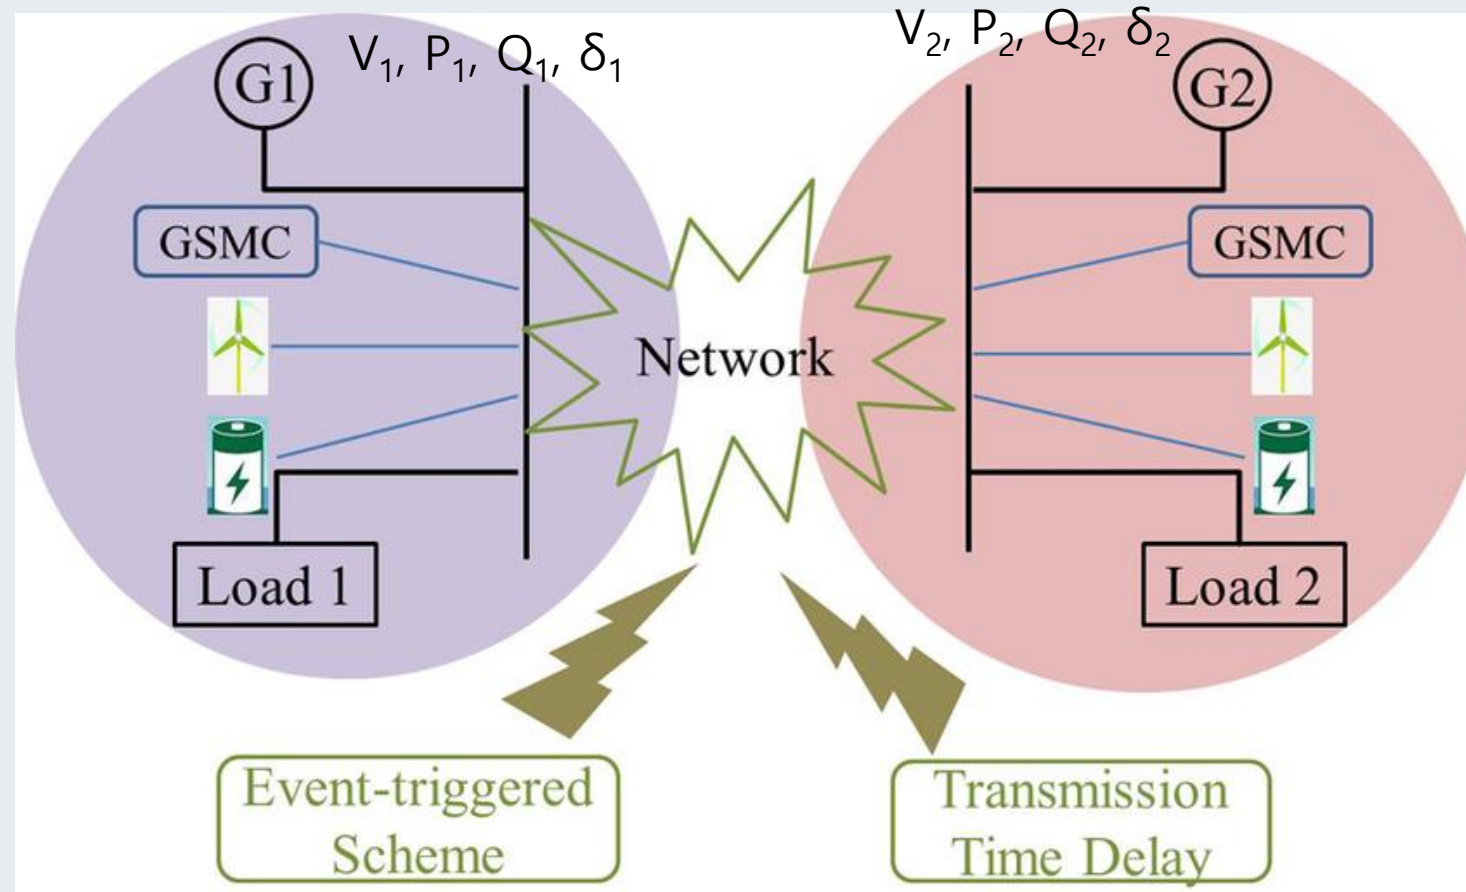 V₁, P₁, Q₁, δ₁
V₂, P₂, Q₂, δ₂
G1
G2
GSMC
GSMC
Network
Load 1
Load 2
Event-triggered
Scheme
Transmission
Time Delay